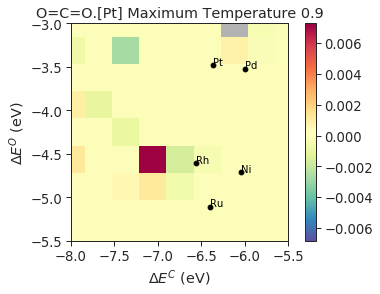 O=C=O.[Pt] Maximum Temperature 0.9
−3.0
−3.5
−4.0
−4.5
−5.0
−5.5
ΔE^O (eV)
Pt
Pd
Rh
Ni
Ru
−8.0 −7.5 −7.0 −6.5 −6.0 −5.5
ΔE^C (eV)
0.006
0.004
0.002
0.000
−0.002
−0.004
−0.006